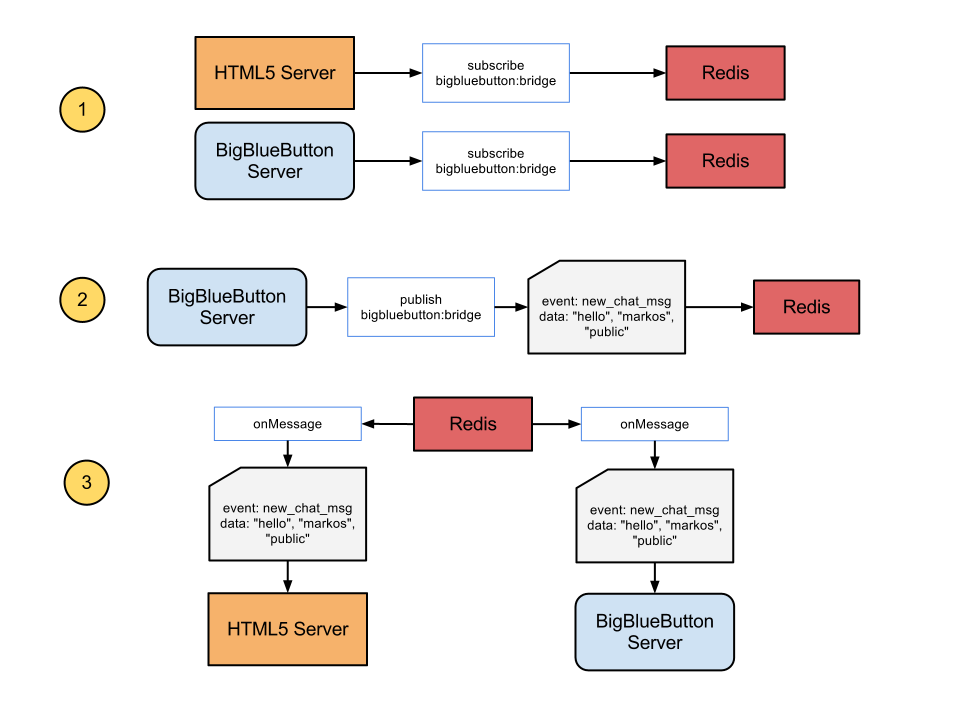 1
HTML5 Server
subscribe
bigbluebutton:bridge
Redis
BigBlueButton
Server
subscribe
bigbluebutton:bridge
Redis
2
BigBlueButton
Server
publish
bigbluebutton:bridge
event: new_chat_msg
data: "hello", "markos",
"public"
Redis
3
onMessage
Redis
onMessage
event: new_chat_msg
data: "hello", "markos",
"public"
event: new_chat_msg
data: "hello", "markos",
"public"
HTML5 Server
BigBlueButton
Server